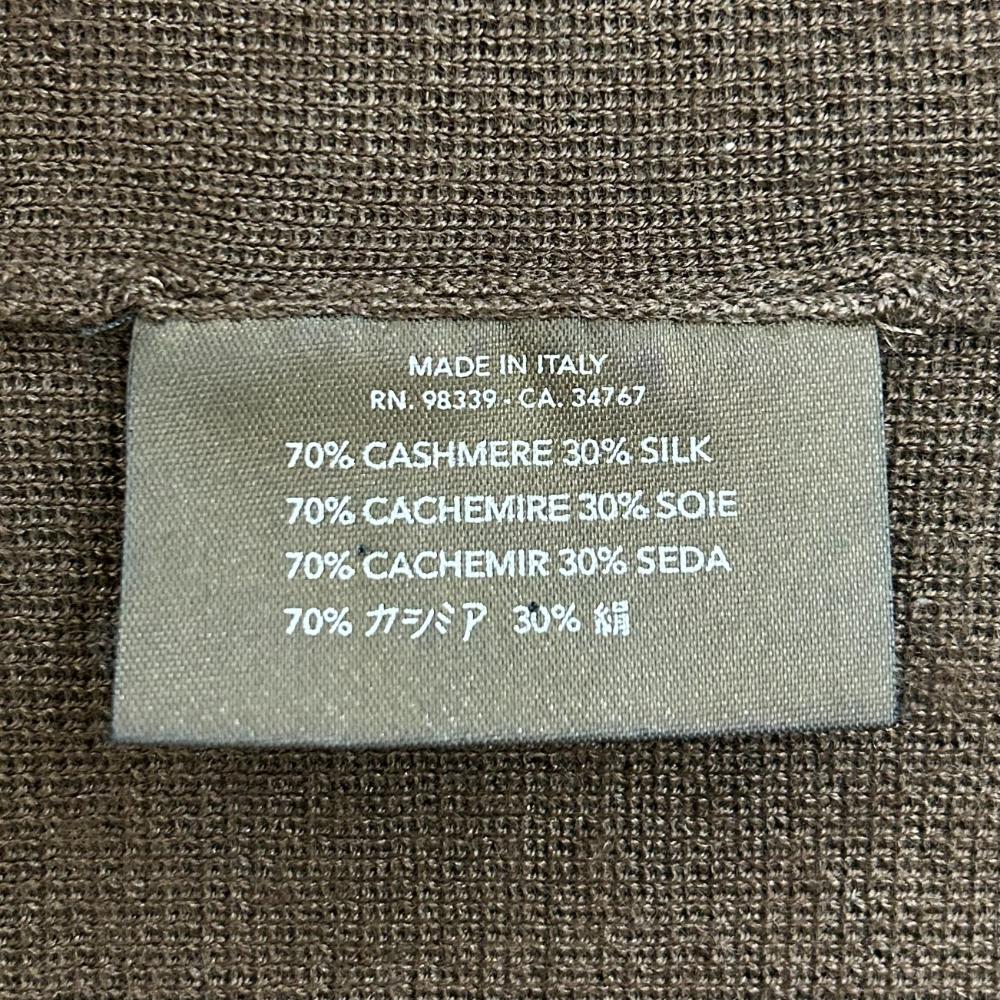 MADE IN ITALY
RN. 98339 - CA. 34767
70% CASHMERE 30% SILK
70% CACHEMIRE 30% SOIE
70% CACHEMIR 30% SEDA
70% カシミア 30% 絹